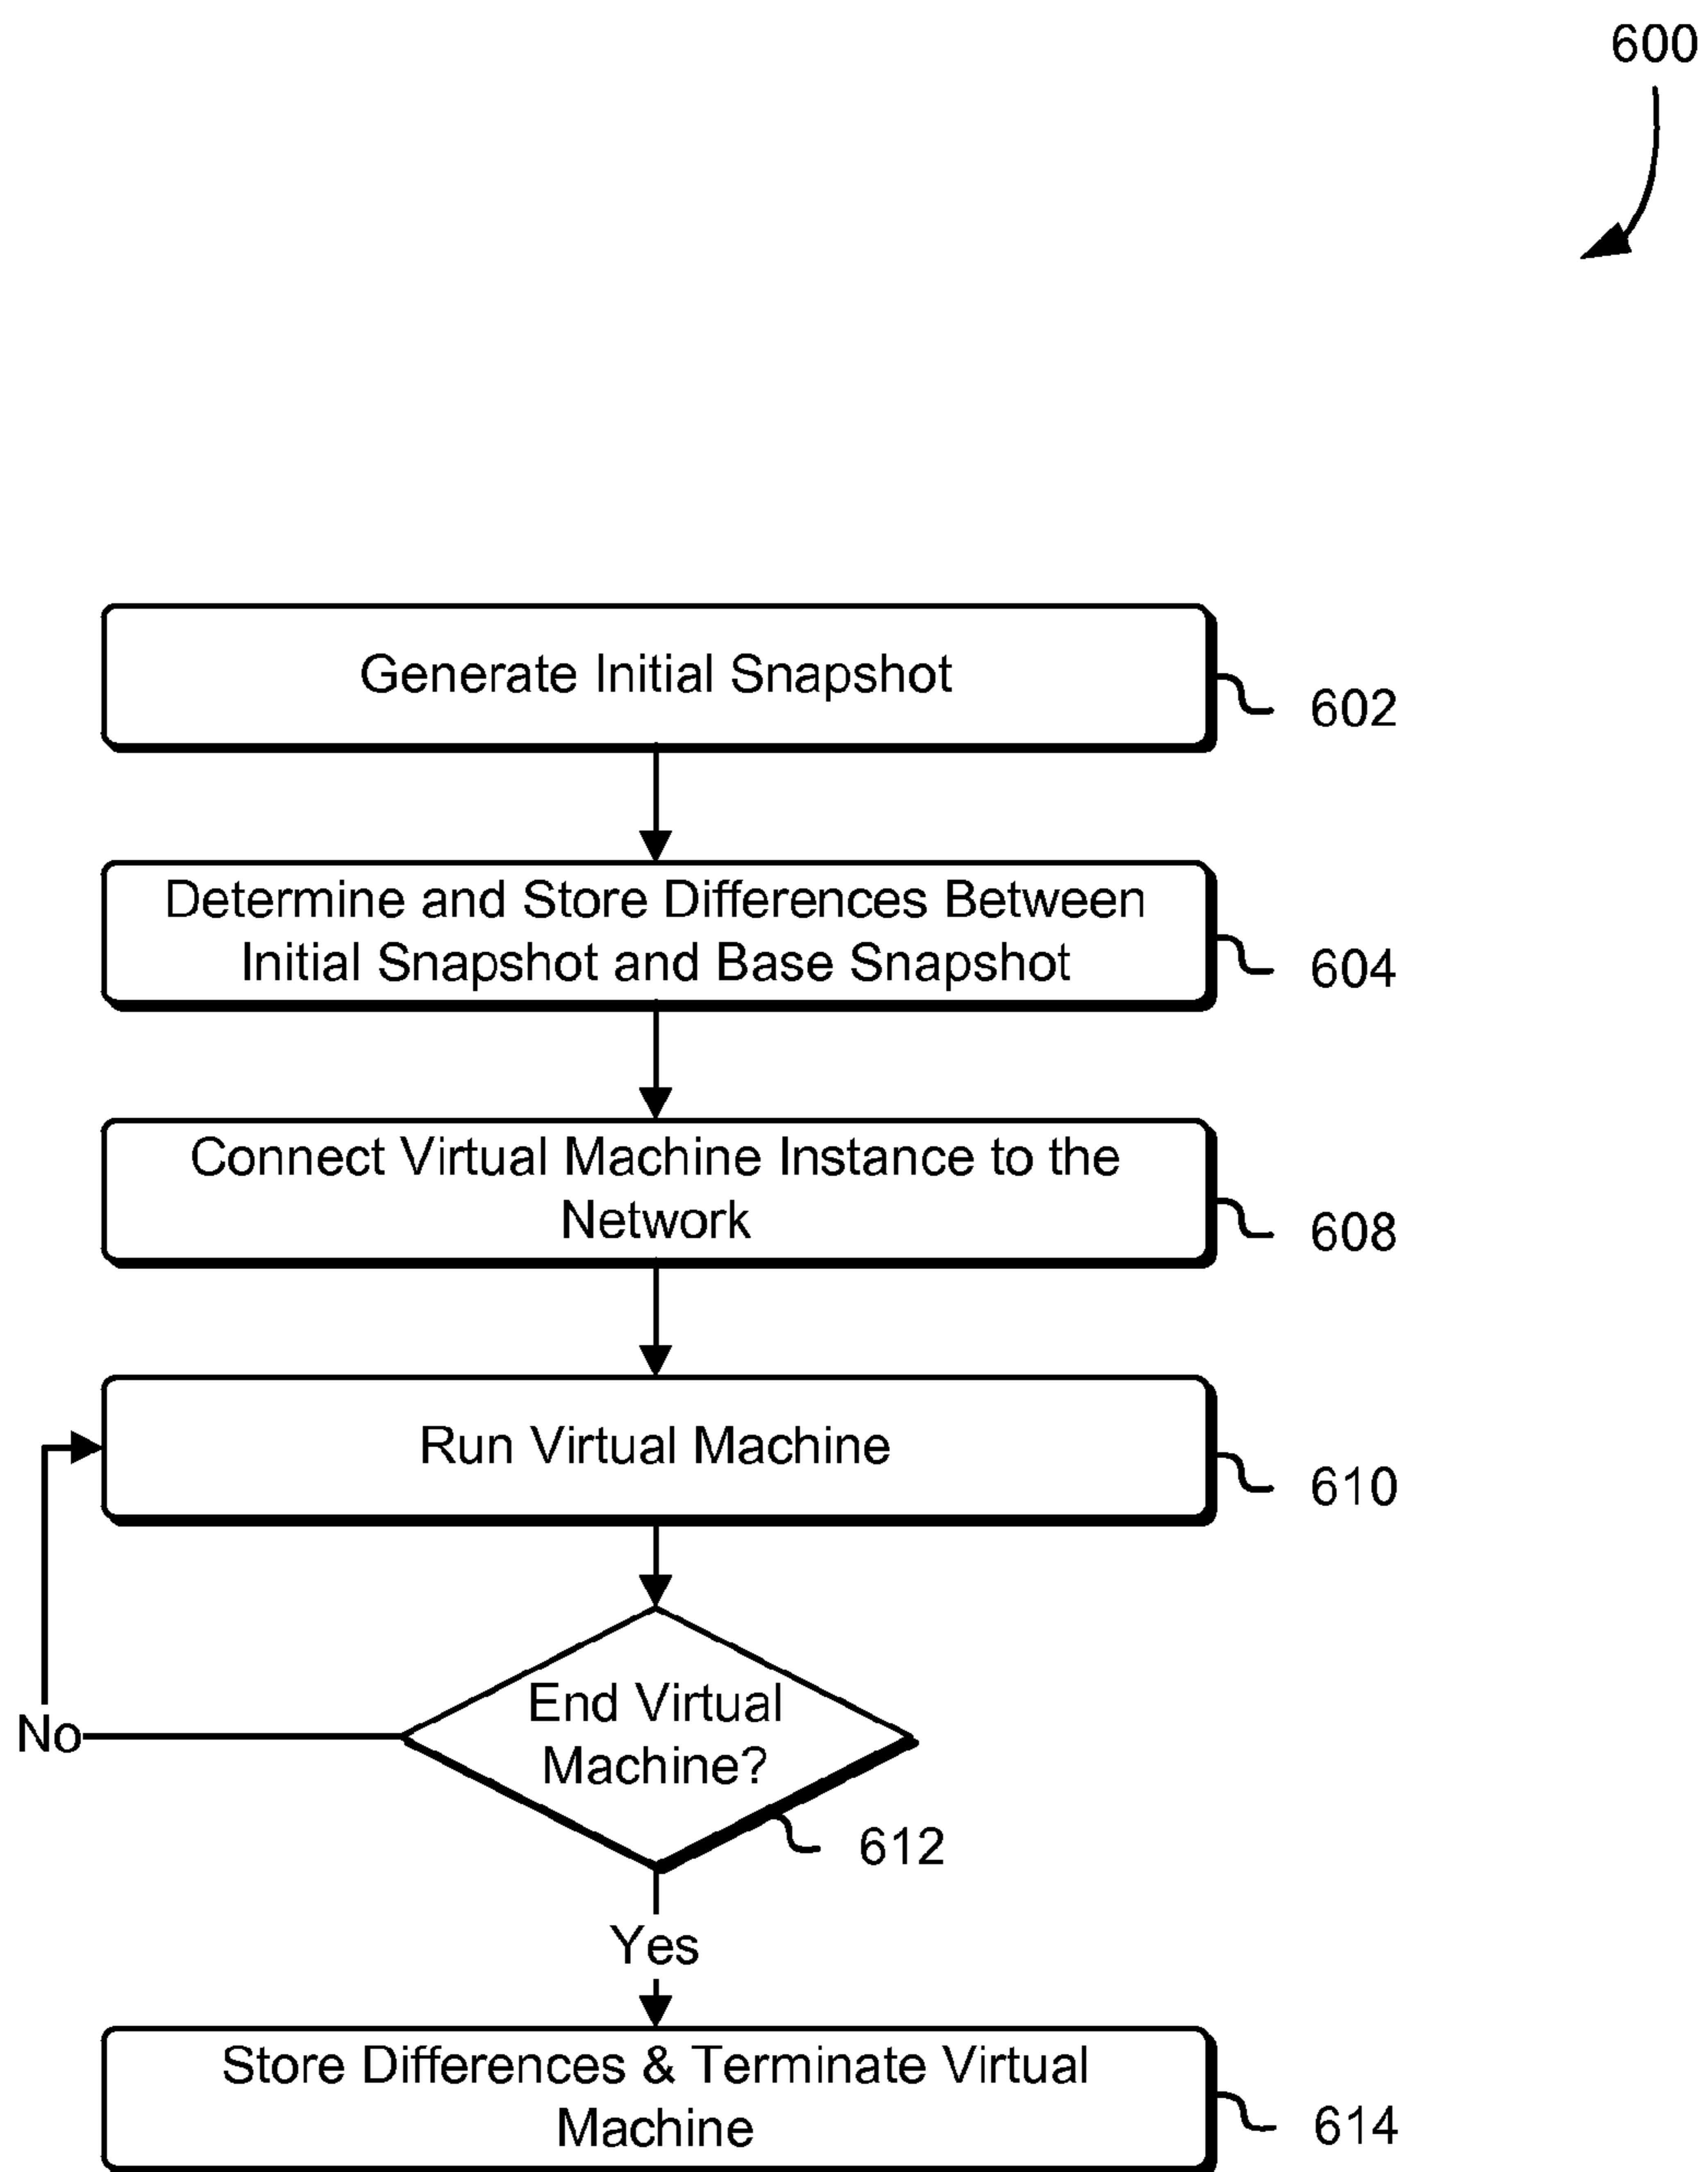 600
Generate Initial Snapshot
602
Determine and Store Differences Between
Initial Snapshot and Base Snapshot
604
Connect Virtual Machine Instance to the
Network
608
Run Virtual Machine
610
End Virtual
Machine?
No
612
Yes
Store Differences & Terminate Virtual
Machine
614